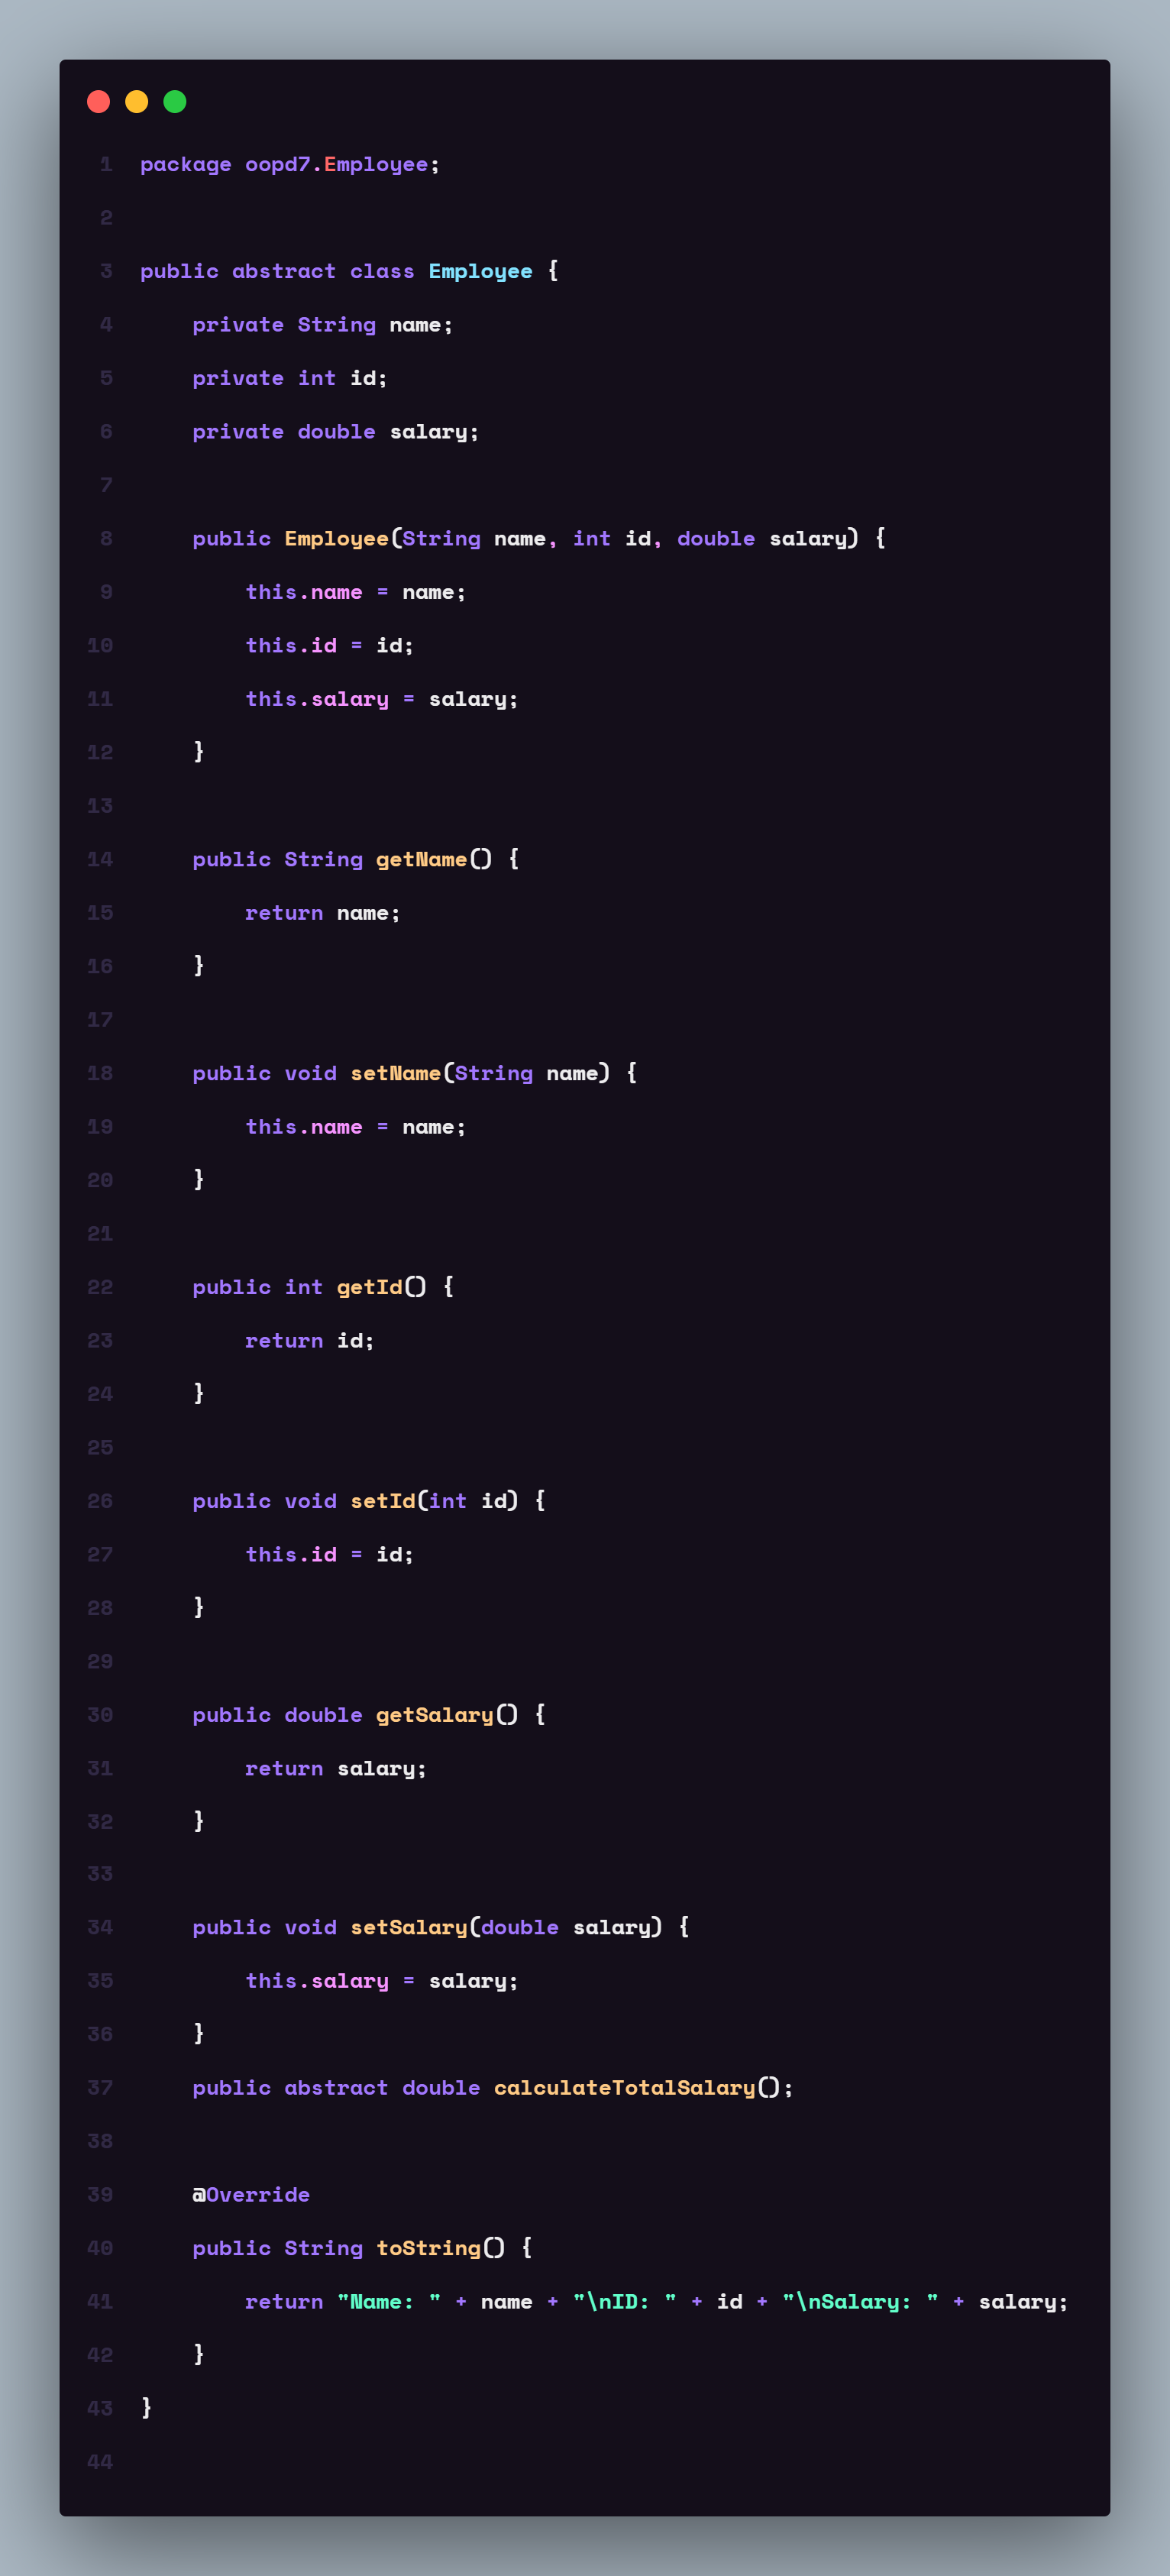 1 package oopd7.Employee;
2
3 public abstract class Employee {
4     private String name;
5     private int id;
6     private double salary;
7
8     public Employee(String name, int id, double salary) {
9         this.name = name;
10         this.id = id;
11         this.salary = salary;
12     }
13
14     public String getName() {
15         return name;
16     }
17
18     public void setName(String name) {
19         this.name = name;
20     }
21
22     public int getId() {
23         return id;
24     }
25
26     public void setId(int id) {
27         this.id = id;
28     }
29
30     public double getSalary() {
31         return salary;
32     }
33
34     public void setSalary(double salary) {
35         this.salary = salary;
36     }
37     public abstract double calculateTotalSalary();
38
39     @Override
40     public String toString() {
41         return "Name: " + name + "\nID: " + id + "\nSalary: " + salary;
42     }
43 }
44